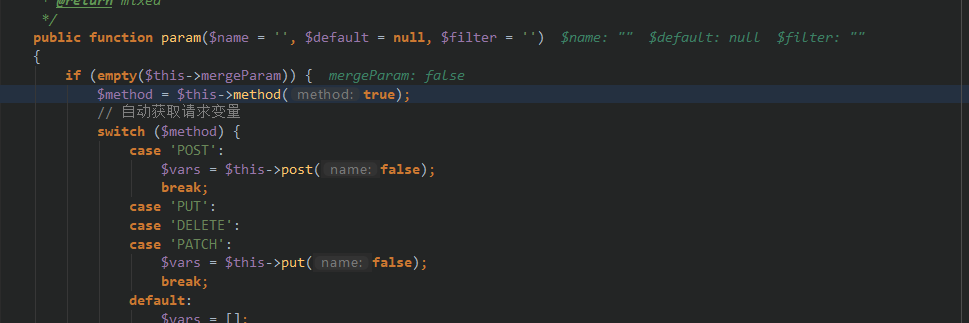 * @return mixed
*/
public function param($name = '', $default = null, $filter = '') $name: "" $default: null $filter: ""
{
if (empty($this->mergeParam)) { mergeParam: false
$method = $this->method( method: true);
// 自动获取请求变量
switch ($method) {
case 'POST':
$vars = $this->post( name: false);
break;
case 'PUT':
case 'DELETE':
case 'PATCH':
$vars = $this->put( name: false);
break;
default:
$vars = [];